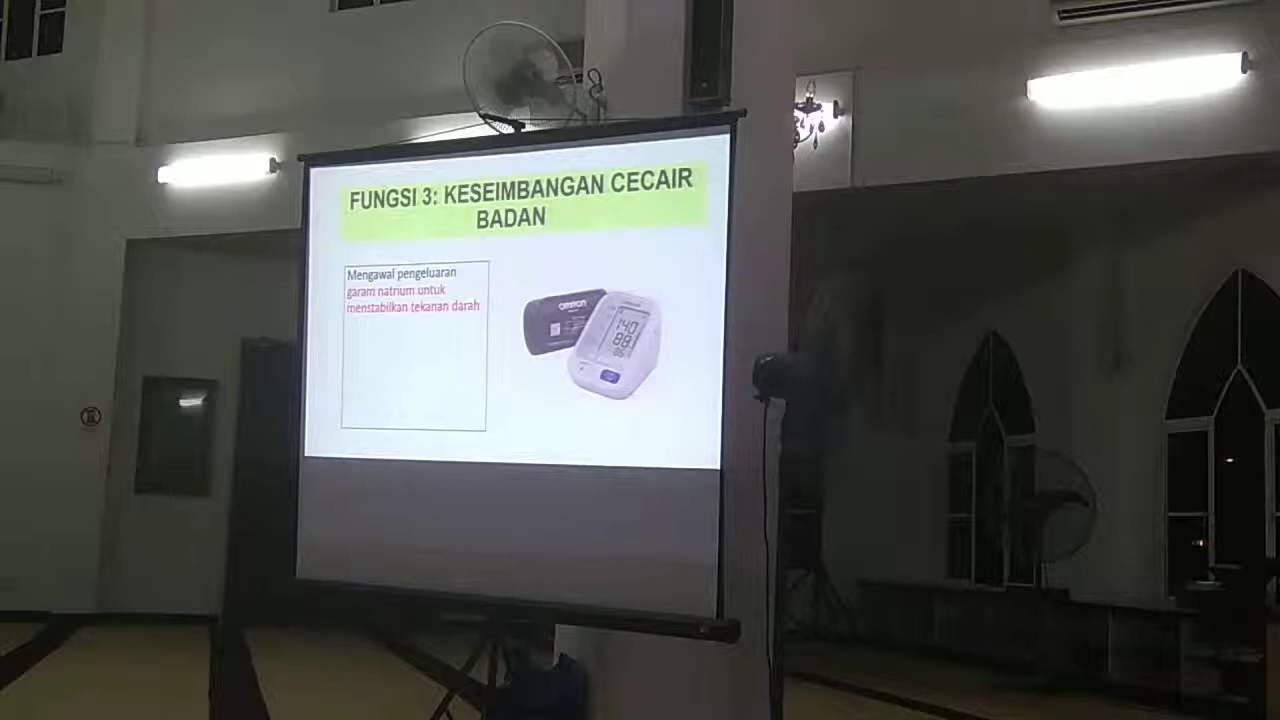 FUNGSI 3: KESEIMBANGAN CECAIR
BADAN
Mengawal pengeluaran
garam natrium untuk
menstabilkan tekanan darah
omron
140
88